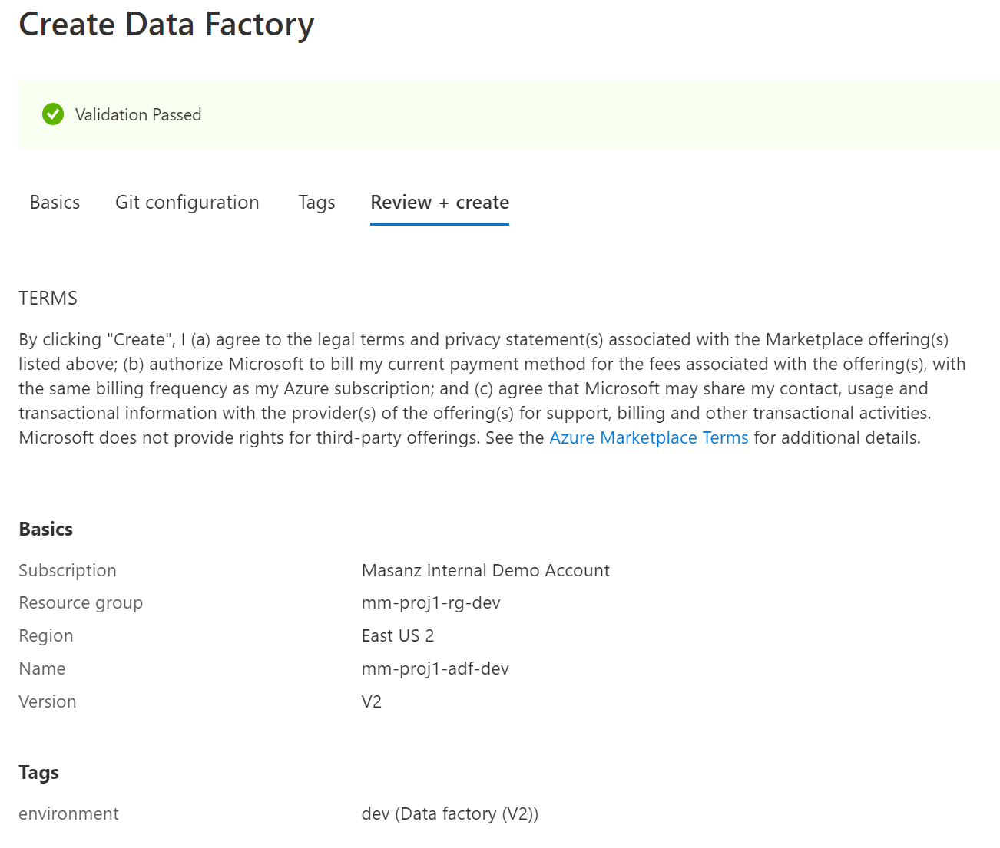 Create Data Factory
Validation Passed
Basics Git configuration Tags Review + create
TERMS
By clicking "Create", I (a) agree to the legal terms and privacy statement(s) associated with the Marketplace offering(s)
listed above; (b) authorize Microsoft to bill my current payment method for the fees associated with the offering(s), with
the same billing frequency as my Azure subscription; and (c) agree that Microsoft may share my contact, usage and
transactional information with the provider(s) of the offering(s) for support, billing and other transactional activities.
Microsoft does not provide rights for third-party offerings. See the Azure Marketplace Terms for additional details.
Basics
Subscription Masanz Internal Demo Account
Resource group mm-proj1-rg-dev
Region East US 2
Name mm-proj1-adf-dev
Version V2
Tags
environment dev (Data factory (V2))